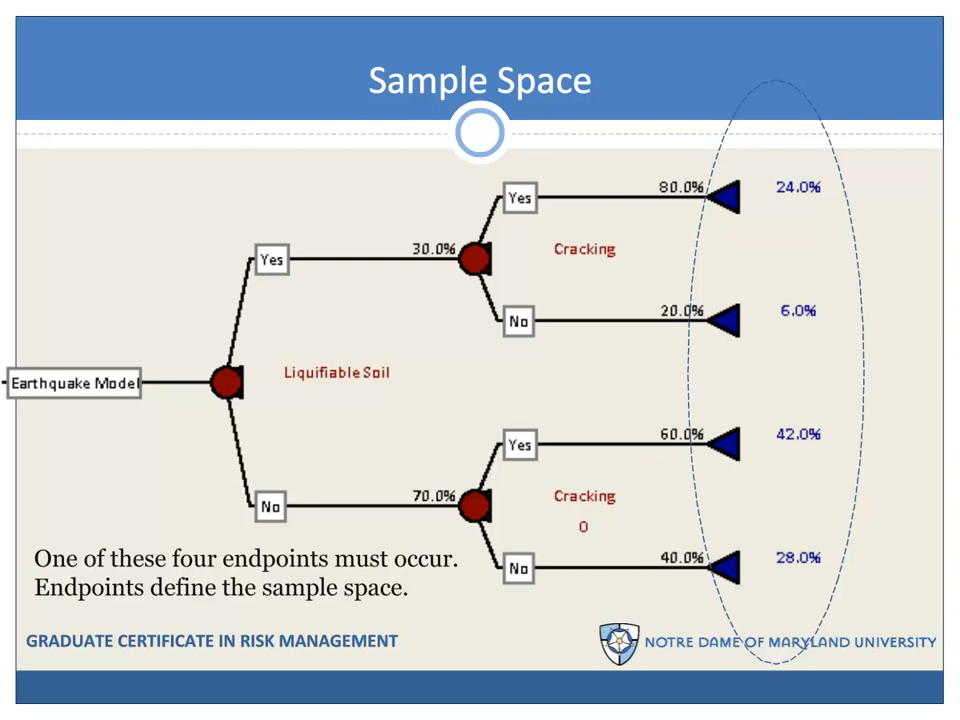 Sample Space
80.0%
24.0%
Yes
30.0%
Cracking
Yes
20.0%
6.0%
No
Earthquake Model
Liquifiable Soil
60.0%
42.0%
Yes
70.0%
Cracking
No
0
40.0%
28.0%
No
One of these four endpoints must occur.
Endpoints define the sample space.
GRADUATE CERTIFICATE IN RISK MANAGEMENT
NOTRE DAME OF MARYLAND UNIVERSITY